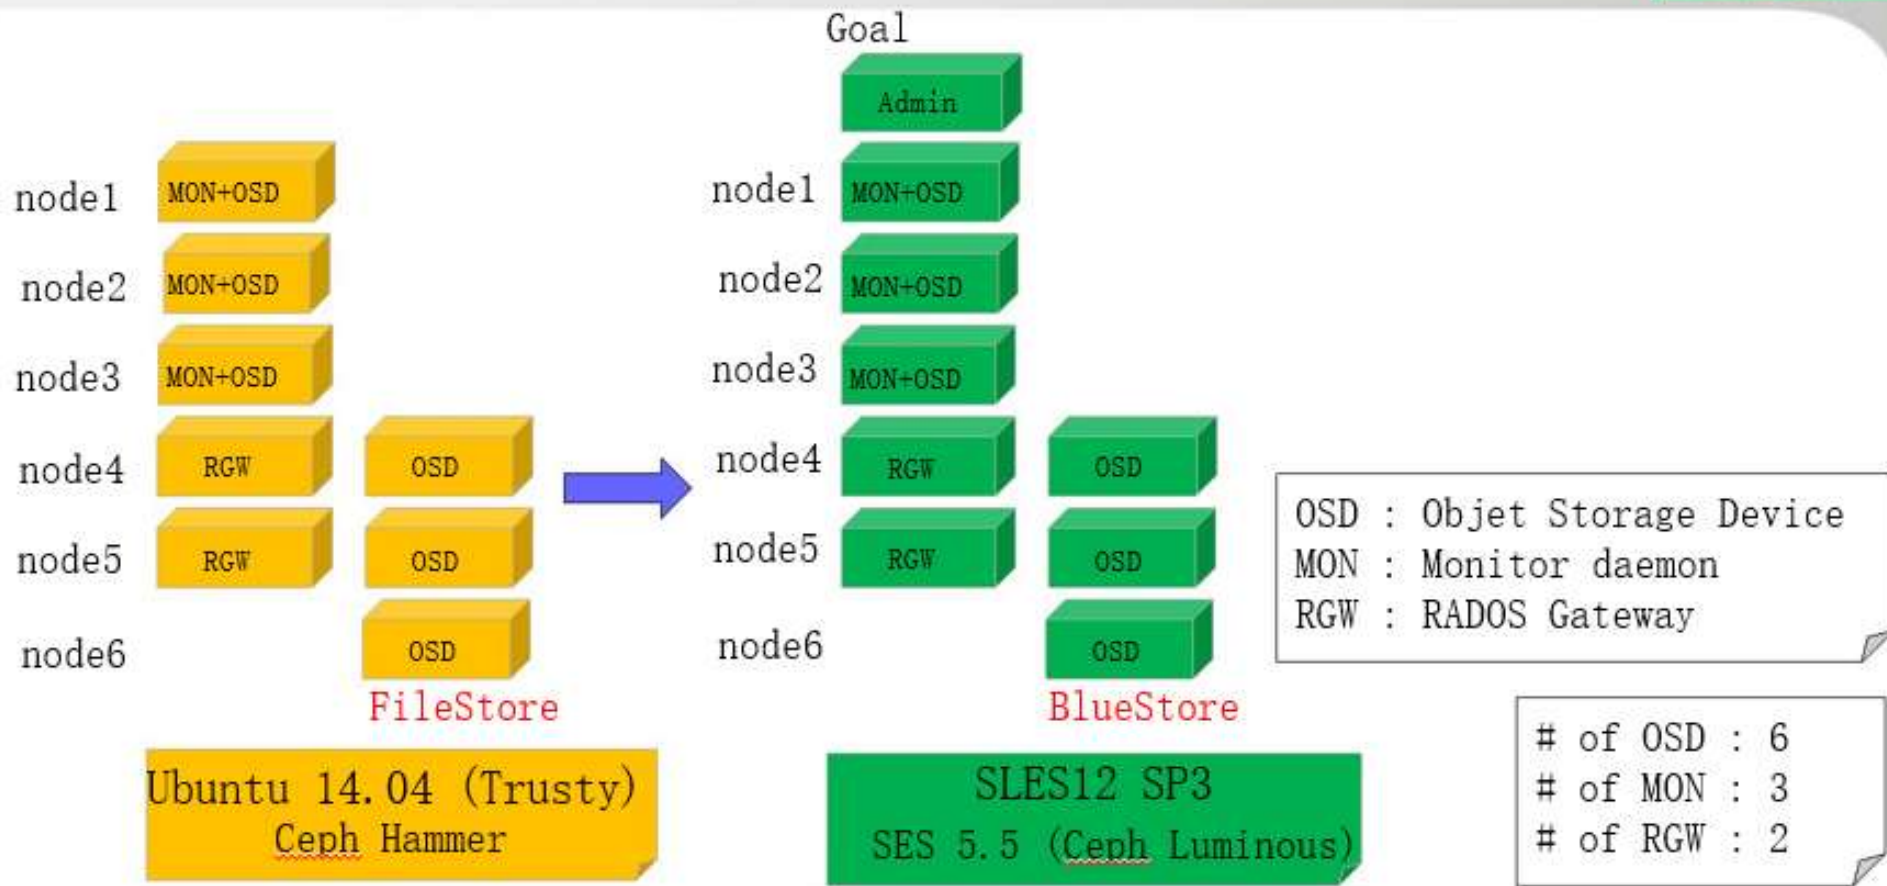 Goal
Admin
node1 MON+OSD
node2 MON+OSD
node3 MON+OSD
node4 RGW OSD
node5 RGW OSD
node6 OSD
FileStore
Ubuntu 14.04 (Trusty)
Ceph Hammer
node1 MON+OSD
node2 MON+OSD
node3 MON+OSD
node4 RGW OSD
node5 RGW OSD
node6 OSD
BlueStore
SLES12 SP3
SES 5.5 (Ceph Luminous)
OSD : Objet Storage Device
MON : Monitor daemon
RGW : RADOS Gateway
# of OSD : 6
# of MON : 3
# of RGW : 2